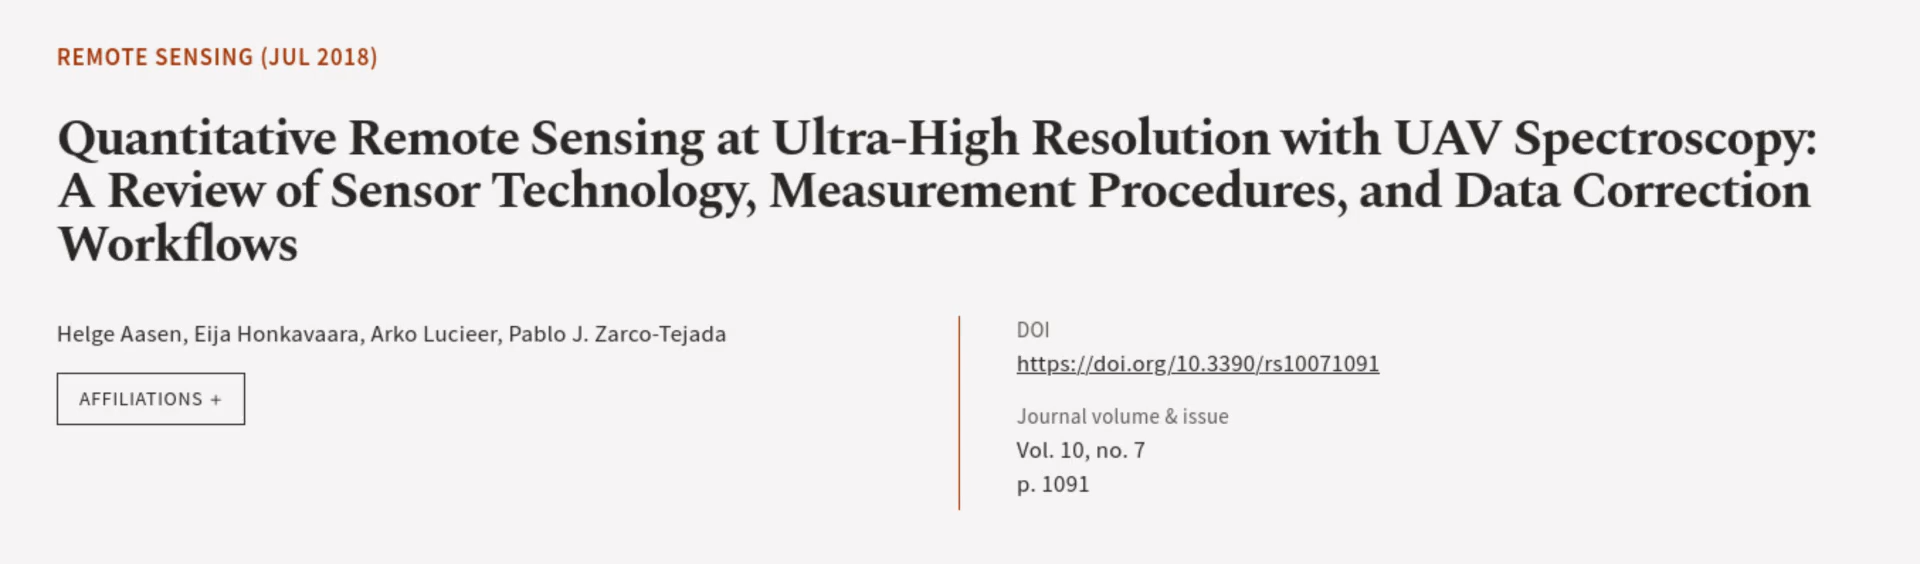 REMOTE SENSING (JUL 2018)
Quantitative Remote Sensing at Ultra-High Resolution with UAV Spectroscopy:
A Review of Sensor Technology, Measurement Procedures, and Data Correction
Workflows
Helge Aasen, Eija Honkavaara, Arko Lucieer, Pablo J. Zarco-Tejada
AFFILIATIONS +
DOI
https://doi.org/10.3390/rs10071091
Journal volume & issue
Vol. 10, no. 7
p. 1091